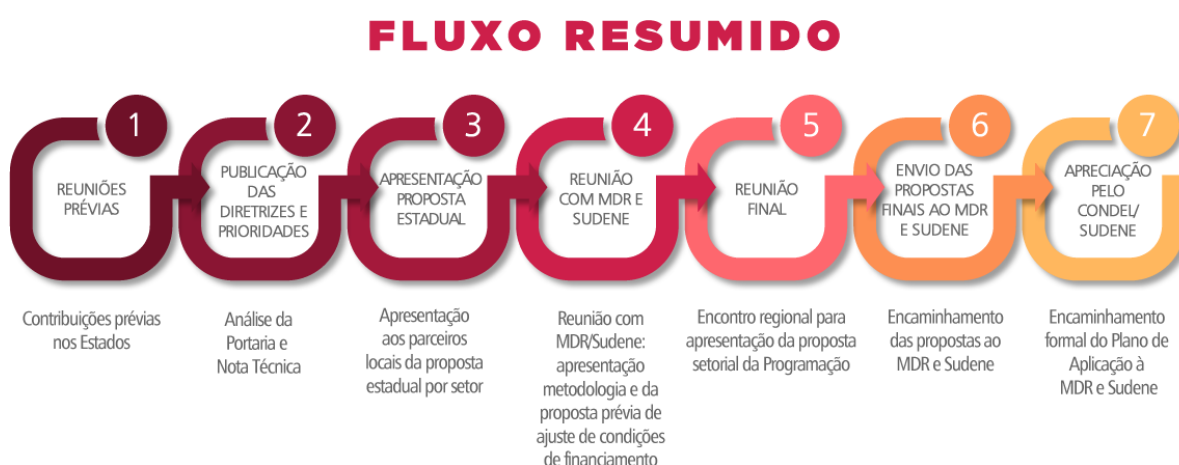 FLUXO RESUMIDO
1
REUNIÕES
PRÉVIAS
Contribuições prévias
nos Estados
2
PUBLICAÇÃO
DAS
DIRETRIZES E
PRIORIDADES
Análise da
Portaria e
Nota Técnica
3
APRESENTAÇÃO
PROPOSTA
ESTADUAL
Apresentação
aos parceiros
locais da proposta
estadual por setor
4
REUNIÃO
COM MDR E
SUDENE
Reunião com
MDR/Sudene:
apresentação
metodologia e da
proposta prévia de
ajuste de condições
de financiamento
5
REUNIÃO
FINAL
Encontro regional para
apresentação da proposta
setorial da Programação
6
ENVIO DAS
PROPOSTAS
FINAIS AO MDR
E SUDENE
Encaminhamento
das propostas ao
MDR e Sudene
7
APRECIAÇÃO
PELO
CONDEL/
SUDENE
Encaminhamento
formal do Plano de
Aplicação à
MDR e Sudene